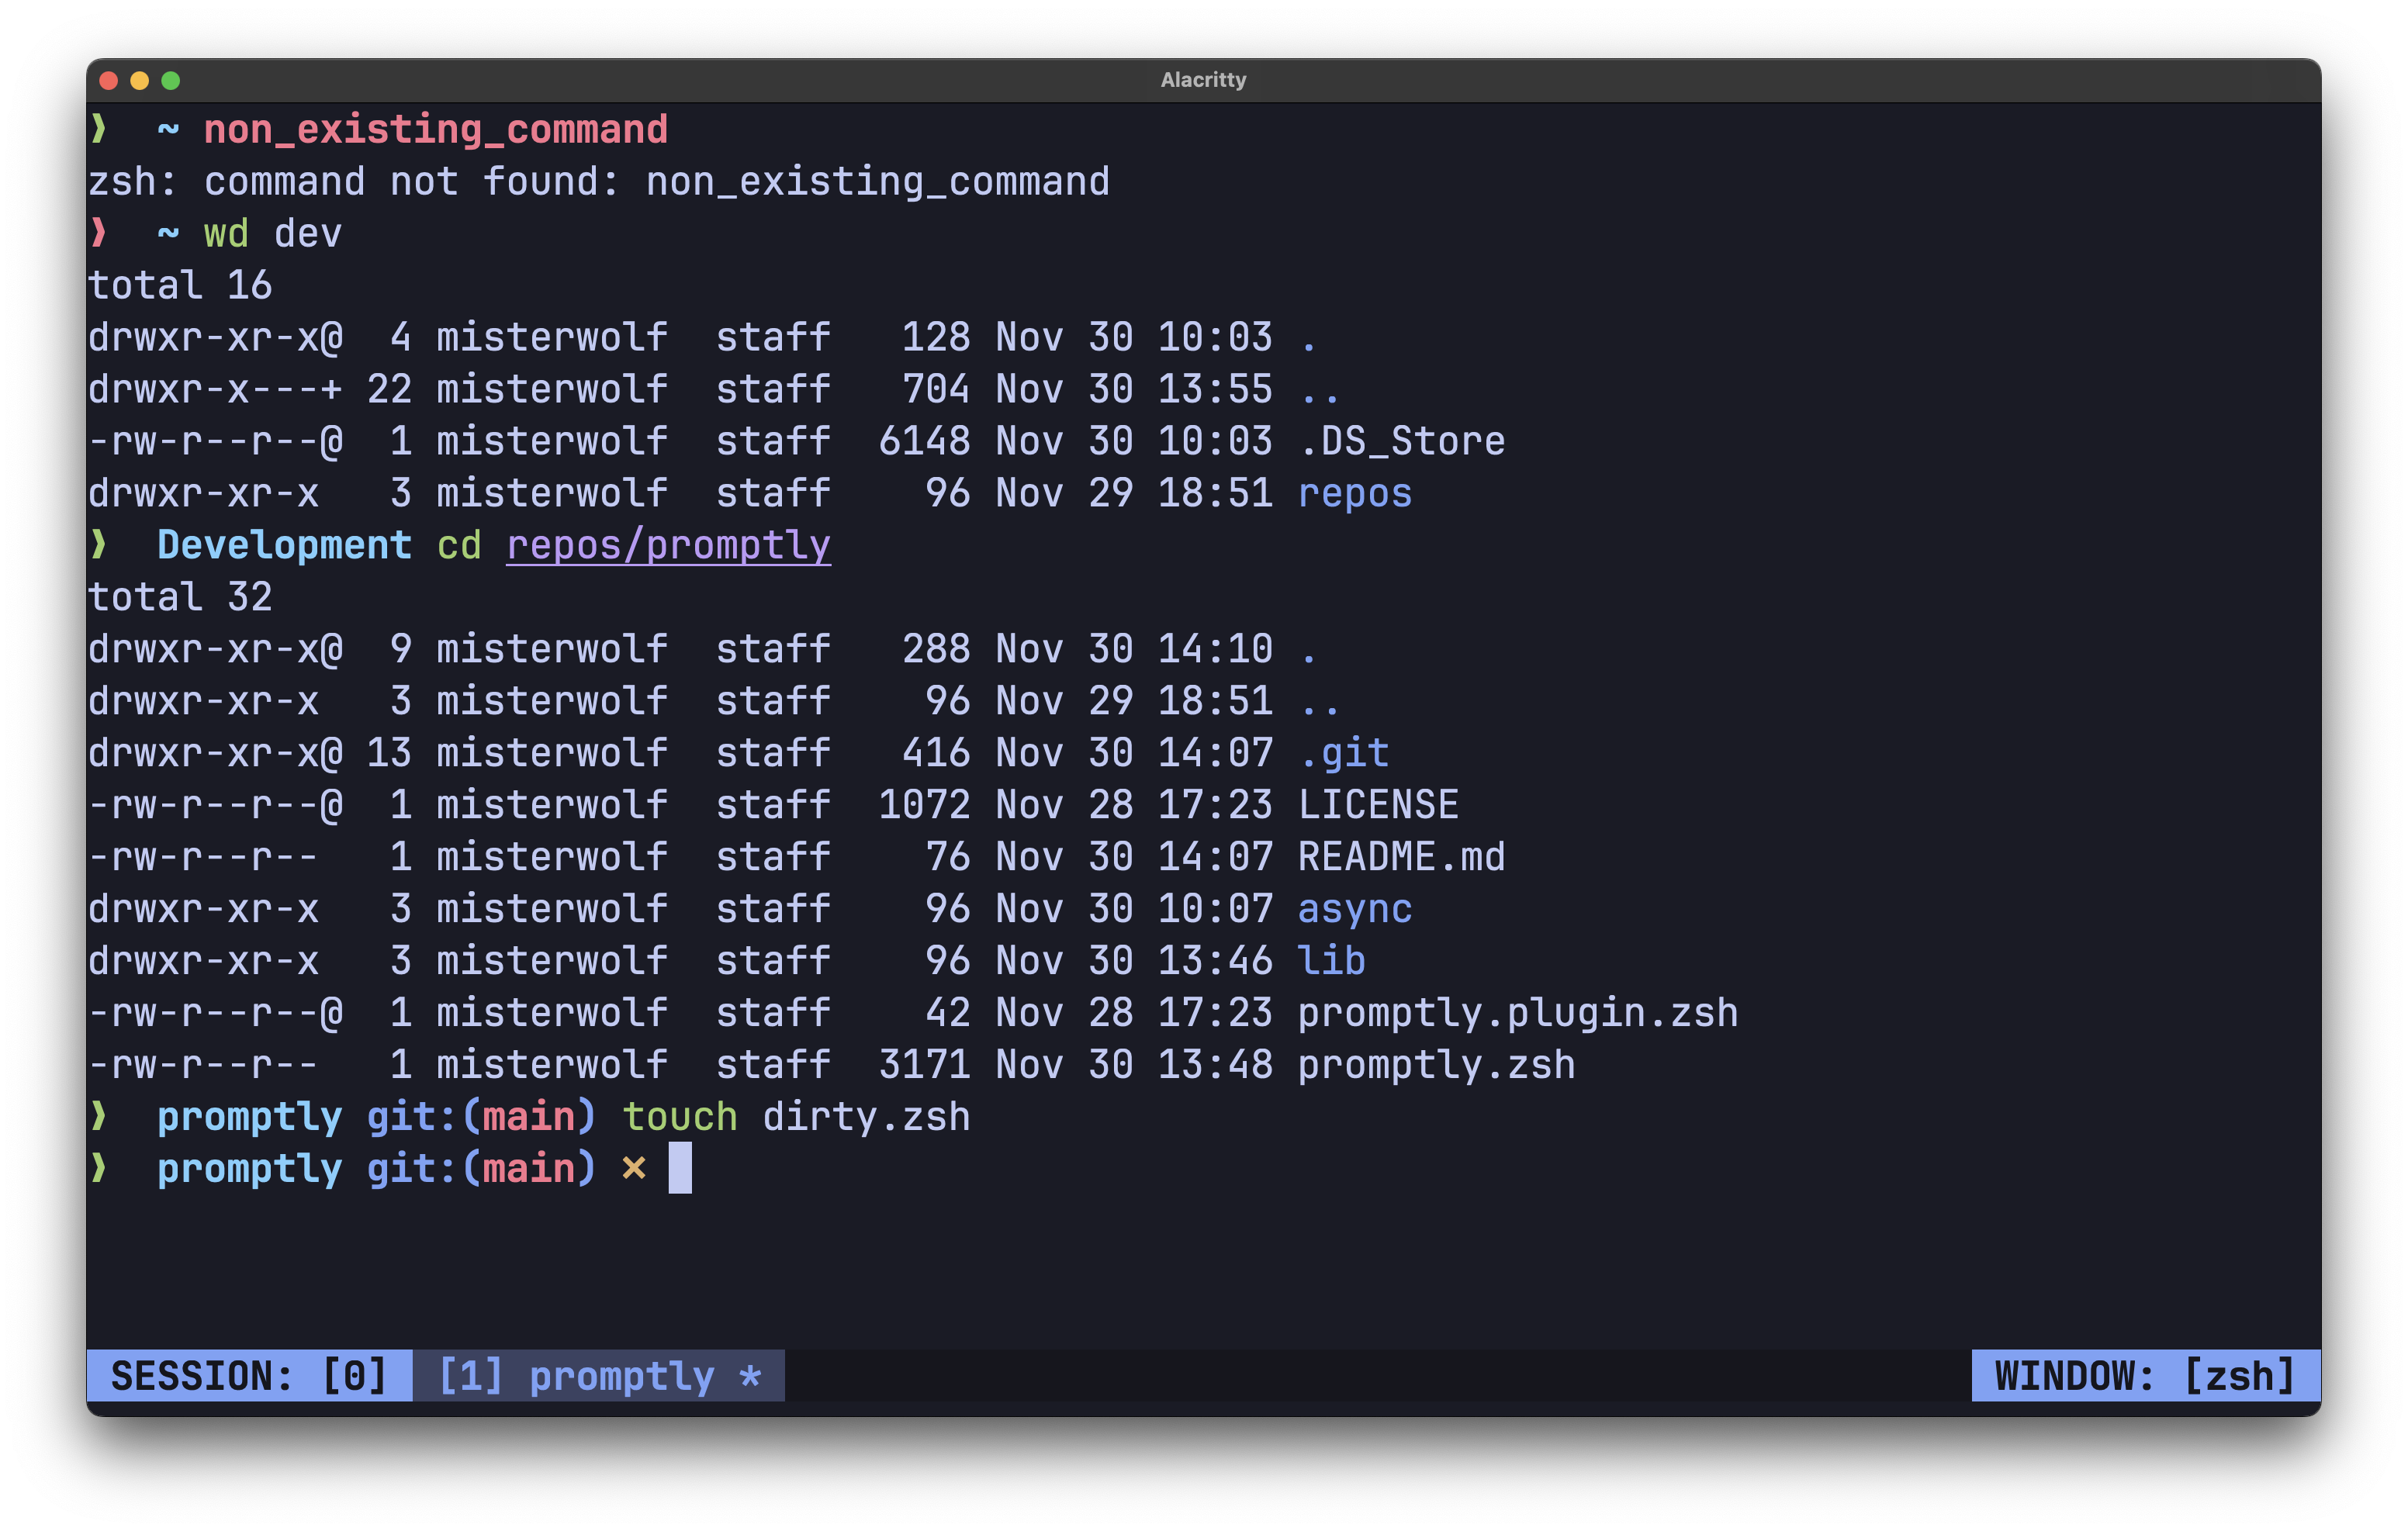 Alacritty
❱  ~ non_existing_command
zsh: command not found: non_existing_command
❱  ~ wd dev
total 16
drwxr-xr-x@  4 misterwolf  staff   128 Nov 30 10:03 .
drwxr-x---+ 22 misterwolf  staff   704 Nov 30 13:55 ..
-rw-r--r--@  1 misterwolf  staff  6148 Nov 30 10:03 .DS_Store
drwxr-xr-x   3 misterwolf  staff    96 Nov 29 18:51 repos
❱  Development cd repos/promptly
total 32
drwxr-xr-x@  9 misterwolf  staff   288 Nov 30 14:10 .
drwxr-xr-x   3 misterwolf  staff    96 Nov 29 18:51 ..
drwxr-xr-x@ 13 misterwolf  staff   416 Nov 30 14:07 .git
-rw-r--r--@  1 misterwolf  staff  1072 Nov 28 17:23 LICENSE
-rw-r--r--   1 misterwolf  staff    76 Nov 30 14:07 README.md
drwxr-xr-x   3 misterwolf  staff    96 Nov 30 10:07 async
drwxr-xr-x   3 misterwolf  staff    96 Nov 30 13:46 lib
-rw-r--r--@  1 misterwolf  staff    42 Nov 28 17:23 promptly.plugin.zsh
-rw-r--r--   1 misterwolf  staff  3171 Nov 30 13:48 promptly.zsh
❱  promptly git:(main) touch dirty.zsh
❱  promptly git:(main) ×
SESSION: [0] [1] promptly * WINDOW: [zsh]